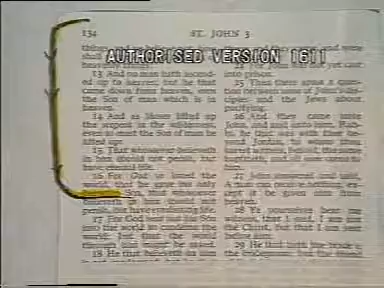 134 ST. JOHN 3
AUTHORISED VERSION 1611
13 And no man hath ascend-
ed up to heaven, but he that
came down from heaven, even
the Son of man which is in
heaven.
14 And as Moses lifted up
the serpent in the wilderness,
even so must the Son of man be
lifted up:
15 That whosoever believeth
in him should not perish, but
16 For God so loved the
world, that he gave his only
believeth in him should not
perish, but have everlasting life.
17 For God sent not his Son
into the world to condemn the
world; but that the world
through him might be saved.
18 He that believeth on him
into prison.
25 Then there arose a ques-
tion between some of John's dis-
ciples and the Jews about
purifying.
26 And they came unto
John, and said unto him, Rab-
bi, he that was with thee be-
yond Jordan, to whom thou
27 John answered and said,
A man can receive nothing, ex-
cept it be given him from
heaven.
28 Ye yourselves bear me
witness, that I said, I am not
the Christ, but that I am sent
before him.
29 He that hath the bride is
the bridegroom: but the friend